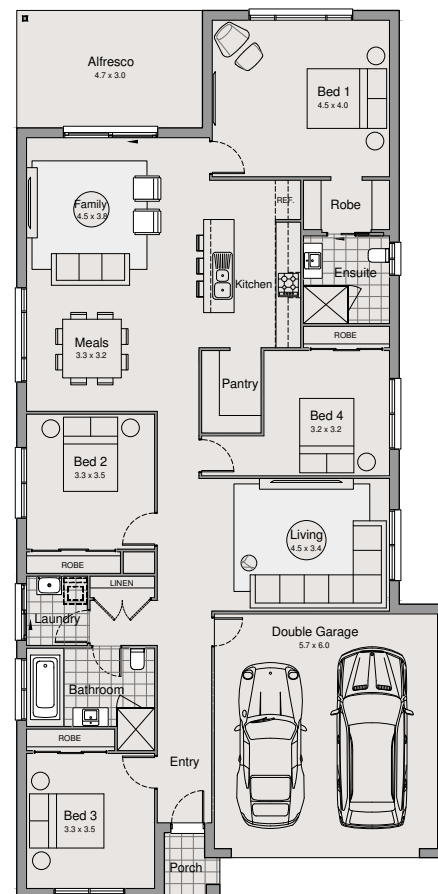 Alfresco
4.7 x 3.0
Bed 1
4.5 x 4.0
Family
4.5 x 3.8
REF.
Robe
Kitchen
Ensuite
Meals
3.3 x 3.2
ROBE
Pantry
Bed 4
3.2 x 3.2
Bed 2
3.3 x 3.5
Living
4.5 x 3.4
ROBE
LINEN
Laundry
Double Garage
5.7 x 6.0
Bathroom
ROBE
Entry
Bed 3
3.3 x 3.5
Porch